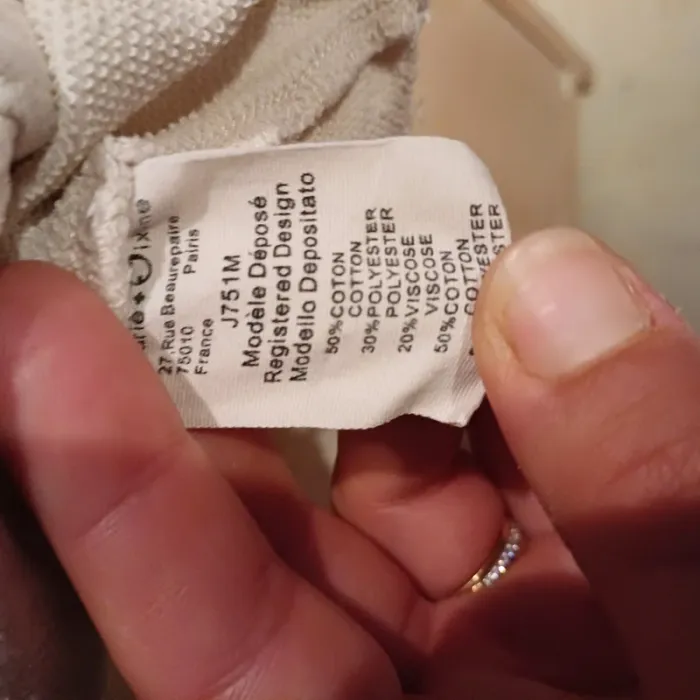 27,Rue Beaurepaire
75010 Pairis
France
J751M
Modèle Déposé
Registered Design
Modello Depositato
50%COTON
COTTON
30%POLYESTER
POLYESTER
20%VISCOSE
VISCOSE
50%COTON
COTTON